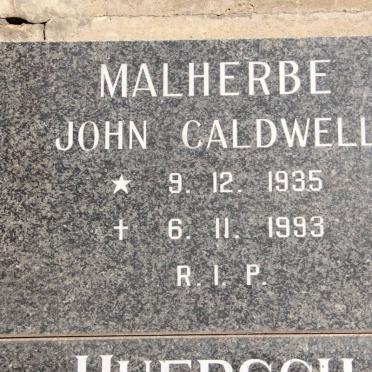 MALHERBE
JOHN CALDWELL
★ 9. 12. 1935
† 6. 11. 1993
R. I. P.